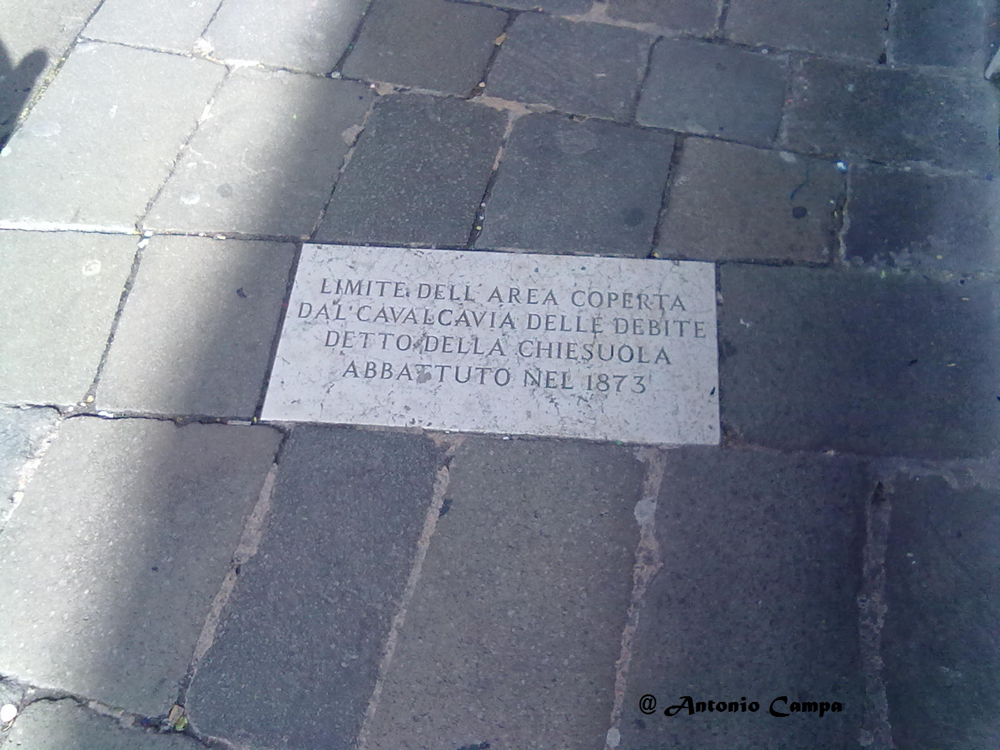 LIMITE DELL' AREA COPERTA
DAL CAVALCAVIA DELLE DEBITE
DETTO DELLA CHIESUOLA
ABBATTUTO NEL 1873
@ Antonio Campa